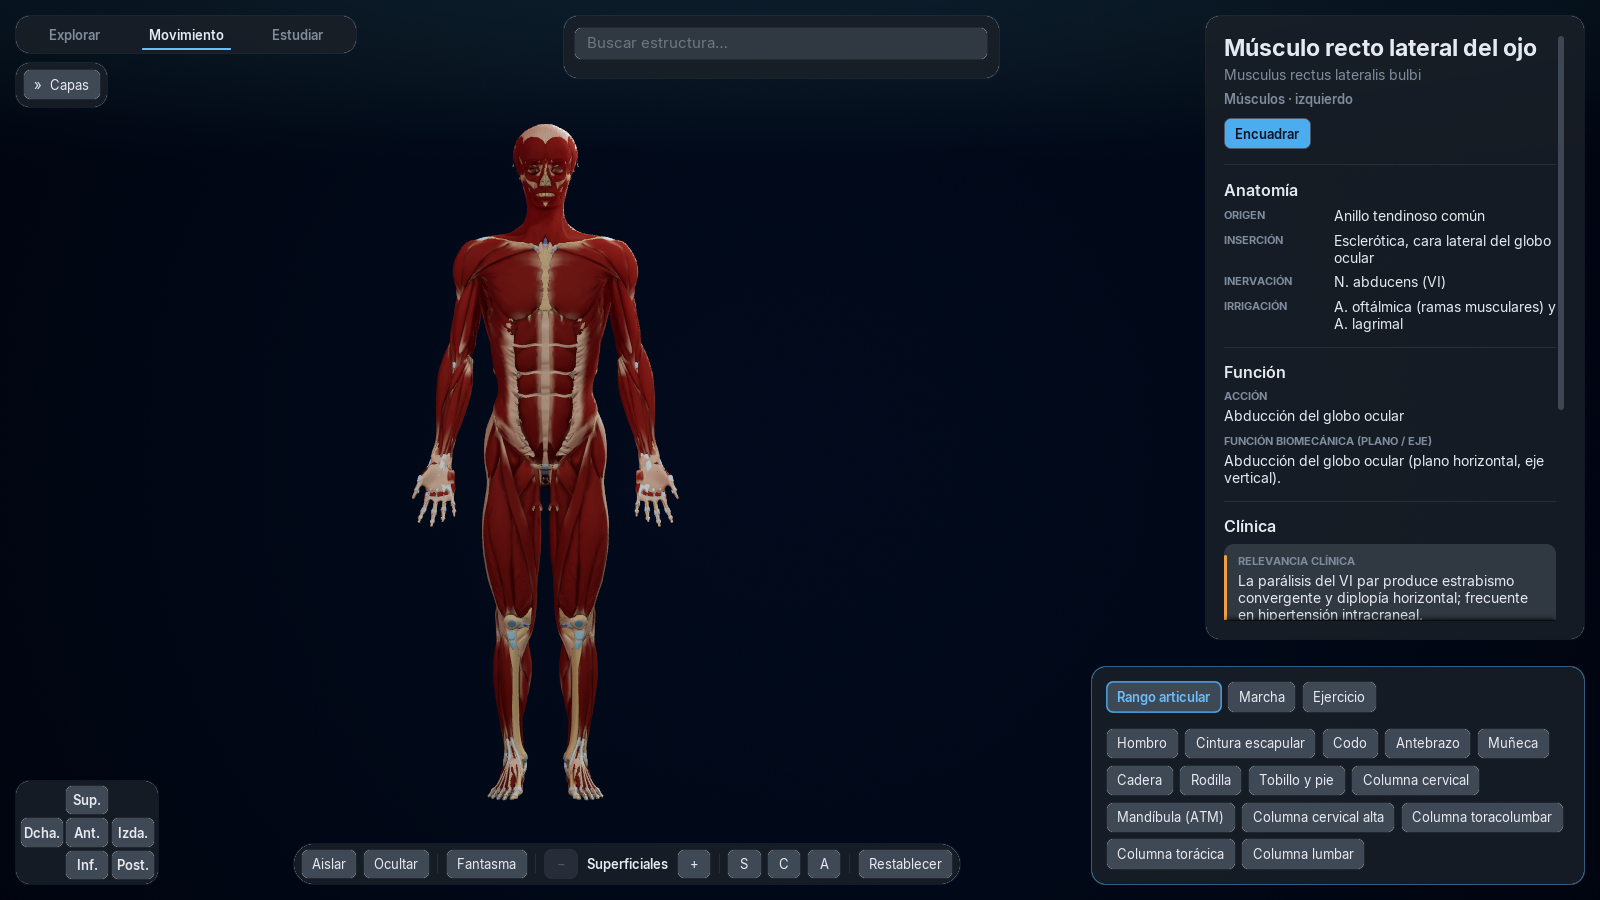 Explorar Movimiento Estudiar
» Capas
Buscar estructura...
Músculo recto lateral del ojo
Musculus rectus lateralis bulbi
Músculos · izquierdo
Encuadrar
Anatomía
ORIGEN Anillo tendinoso común
INSERCIÓN Esclerótica, cara lateral del globo
ocular
INERVACIÓN N. abducens (VI)
IRRIGACIÓN A. oftálmica (ramas musculares) y
A. lagrimal
Función
ACCIÓN
Abducción del globo ocular
FUNCIÓN BIOMECÁNICA (PLANO / EJE)
Abducción del globo ocular (plano horizontal, eje
vertical).
Clínica
RELEVANCIA CLÍNICA
La parálisis del VI par produce estrabismo
convergente y diplopía horizontal; frecuente
en hipertensión intracraneal.
Rango articular Marcha Ejercicio
Hombro Cintura escapular Codo Antebrazo Muñeca
Cadera Rodilla Tobillo y pie Columna cervical
Mandíbula (ATM) Columna cervical alta Columna toracolumbar
Columna torácica Columna lumbar
Sup.
Dcha. Ant. Izda.
Inf. Post.
Aislar Ocultar Fantasma − Superficiales + S C A Restablecer